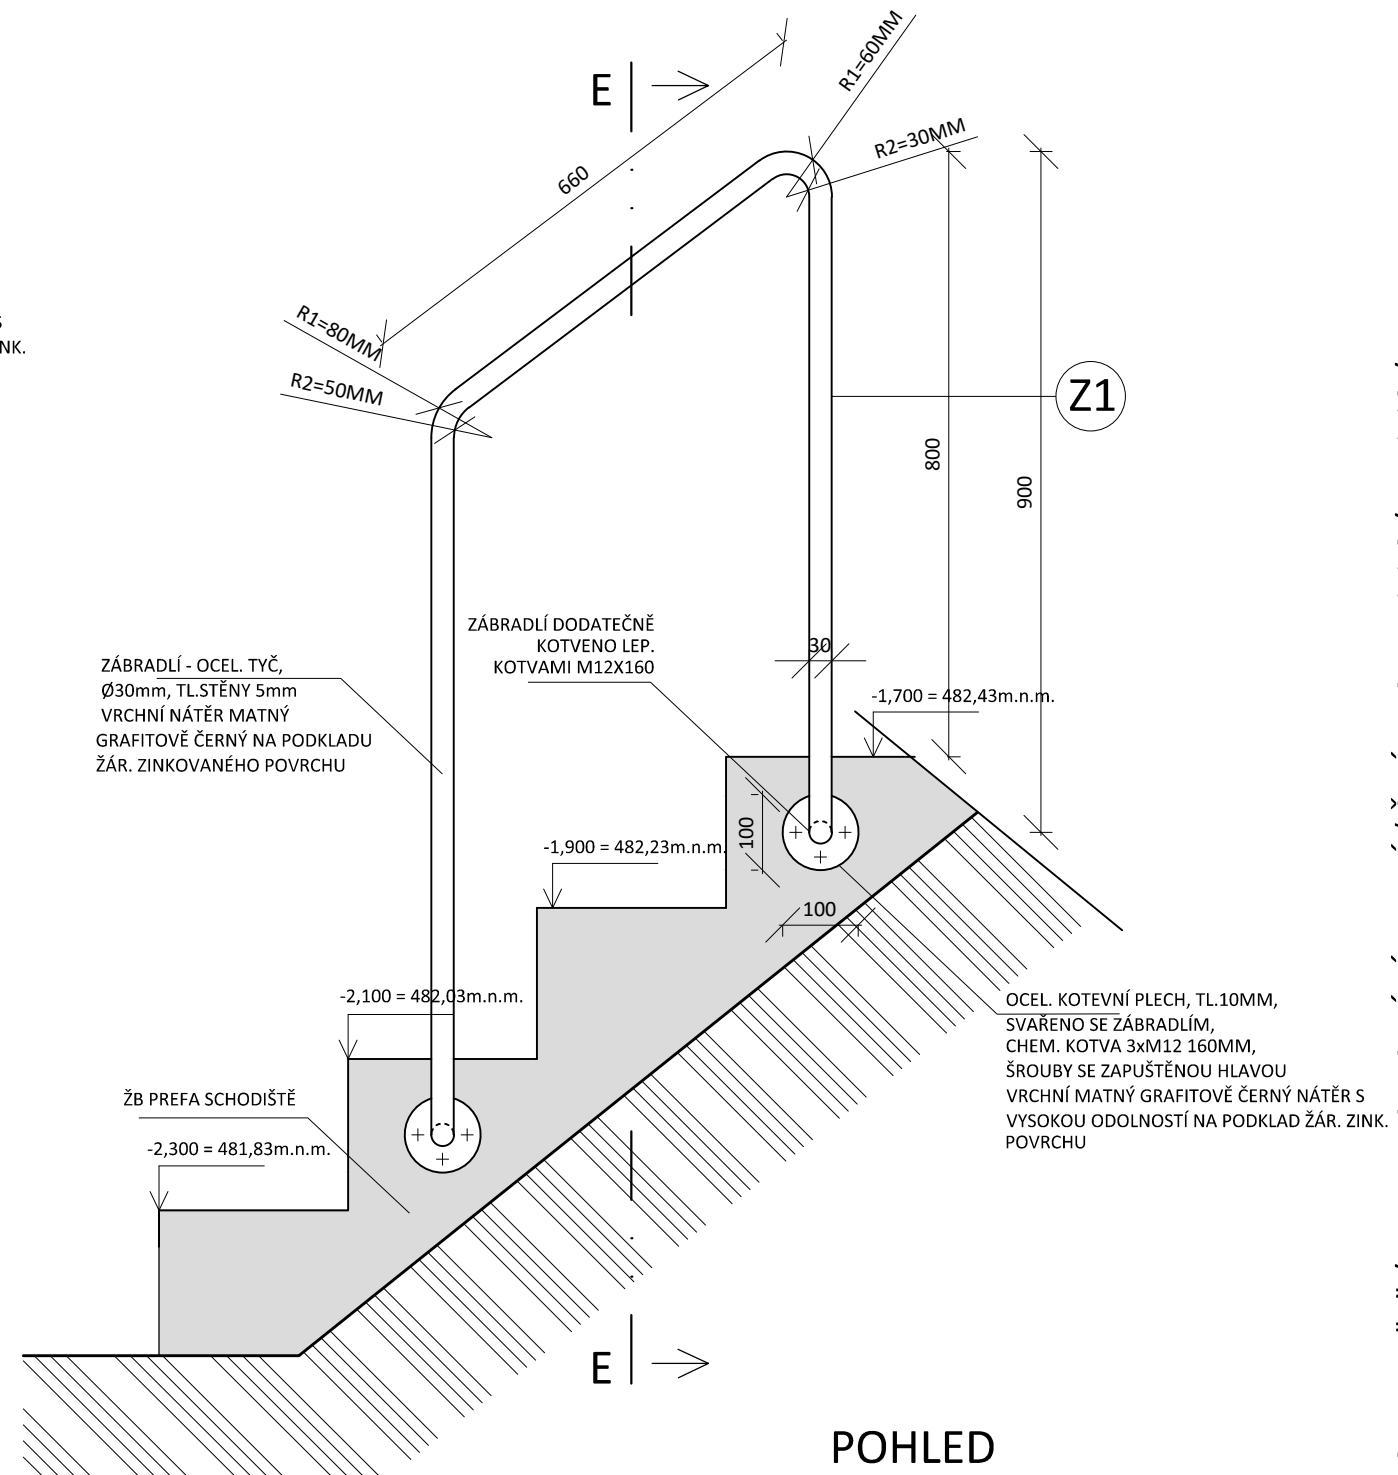 E
R1=60MM
R2=30MM
660
R1=80MM
R2=50MM
NK.
Z1
800
900
ZÁBRADLÍ DODATEČNĚ
KOTVENO LEP.
KOTVAMI M12X160
30
ZÁBRADLÍ - OCEL. TYČ,
Ø30mm, TL.STĚNY 5mm
VRCHNÍ NÁTĚR MATNÝ
GRAFITOVĚ ČERNÝ NA PODKLADU
ŽÁR. ZINKOVANÉHO POVRCHU
-1,700 = 482,43m.n.m.
-1,900 = 482,23m.n.m.
100
100
-2,100 = 482,03m.n.m.
OCEL. KOTEVNÍ PLECH, TL.10MM,
SVAŘENO SE ZÁBRADLÍM,
CHEM. KOTVA 3xM12 160MM,
ŠROUBY SE ZAPUŠTĚNOU HLAVOU
VRCHNÍ MATNÝ GRAFITOVĚ ČERNÝ NÁTĚR S
VYSOKOU ODOLNOSTÍ NA PODKLAD ŽÁR. ZINK.
POVRCHU
ŽB PREFA SCHODIŠTĚ
-2,300 = 481,83m.n.m.
E
POHLED